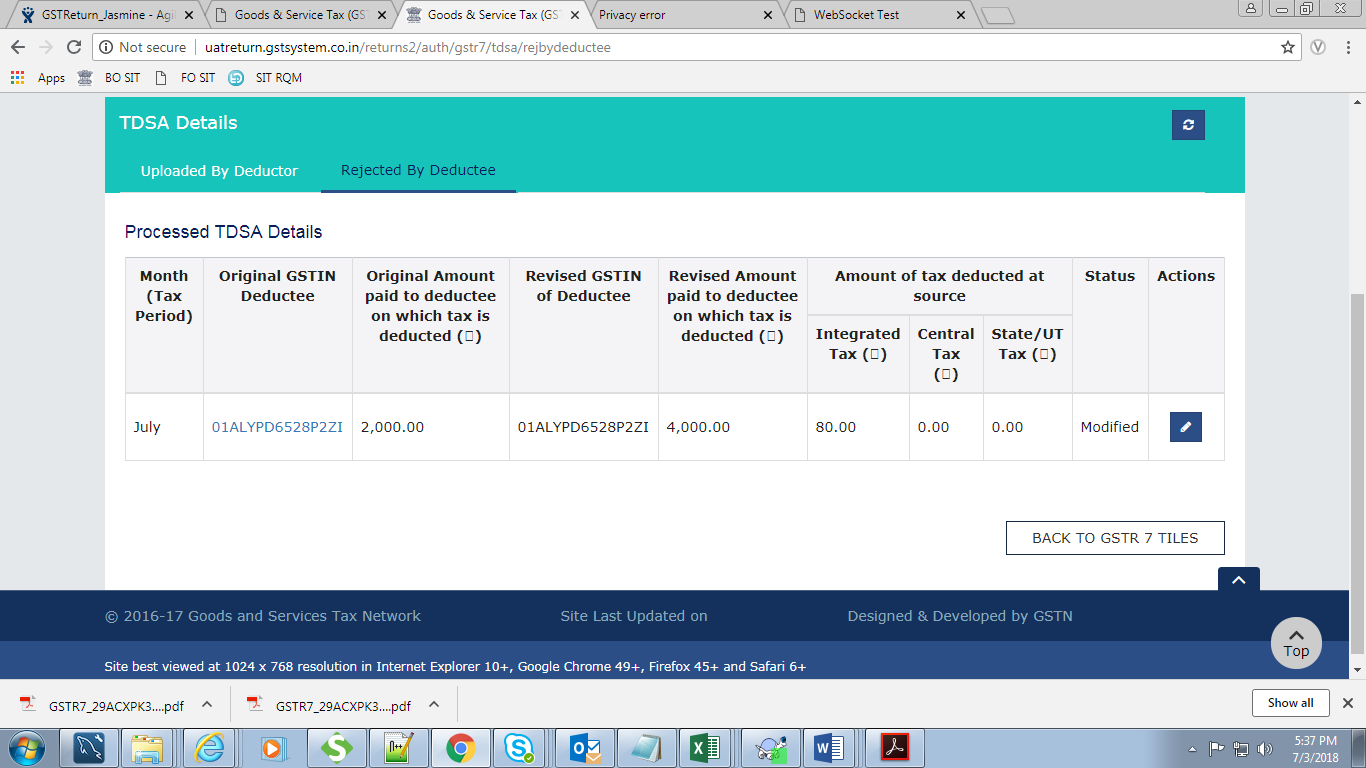 GSTReturn_Jasmine - Agi
Goods & Service Tax (GST
Goods & Service Tax (GST
Privacy error
WebSocket Test
Not secure
uatreturn.gstsystem.co.in/returns2/auth/gstr7/tdsa/rejbydeductee
Apps
BO SIT
FO SIT
SIT RQM
TDSA Details
Uploaded By Deductor
Rejected By Deductee
Processed TDSA Details
Month
(Tax
Period)
Original GSTIN
Deductee
Original Amount
paid to deductee
on which tax is
deducted (▯)
Revised GSTIN
of Deductee
Revised Amount
paid to deductee
on which tax is
deducted (▯)
Amount of tax deducted at
source
Integrated
Tax (▯)
Central
Tax
(▯)
State/UT
Tax (▯)
Status
Actions
July
01ALYPD6528P2ZI
2,000.00
01ALYPD6528P2ZI
4,000.00
80.00
0.00
0.00
Modified
BACK TO GSTR 7 TILES
© 2016-17 Goods and Services Tax Network
Site Last Updated on
Designed & Developed by GSTN
Top
Site best viewed at 1024 x 768 resolution in Internet Explorer 10+, Google Chrome 49+, Firefox 45+ and Safari 6+
GSTR7_29ACXPK3....pdf
GSTR7_29ACXPK3....pdf
Show all
5:37 PM
7/3/2018